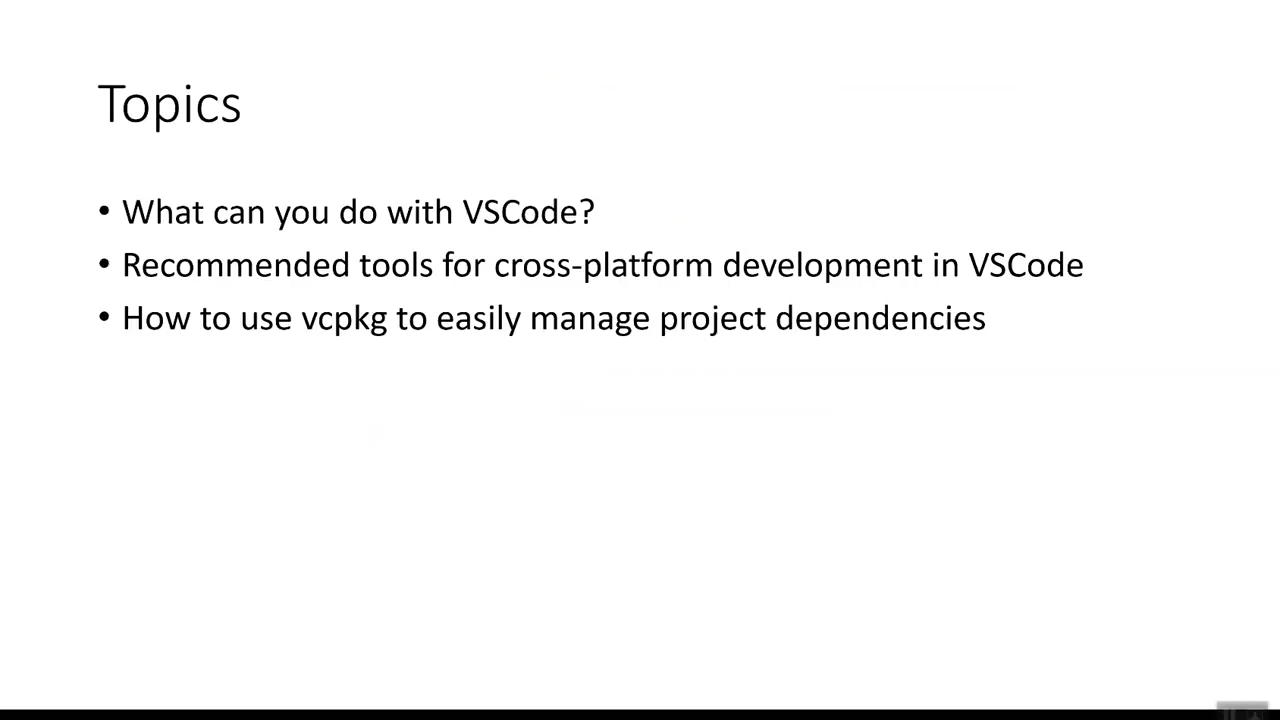 Topics
• What can you do with VSCode?
• Recommended tools for cross-platform development in VSCode
• How to use vcpkg to easily manage project dependencies